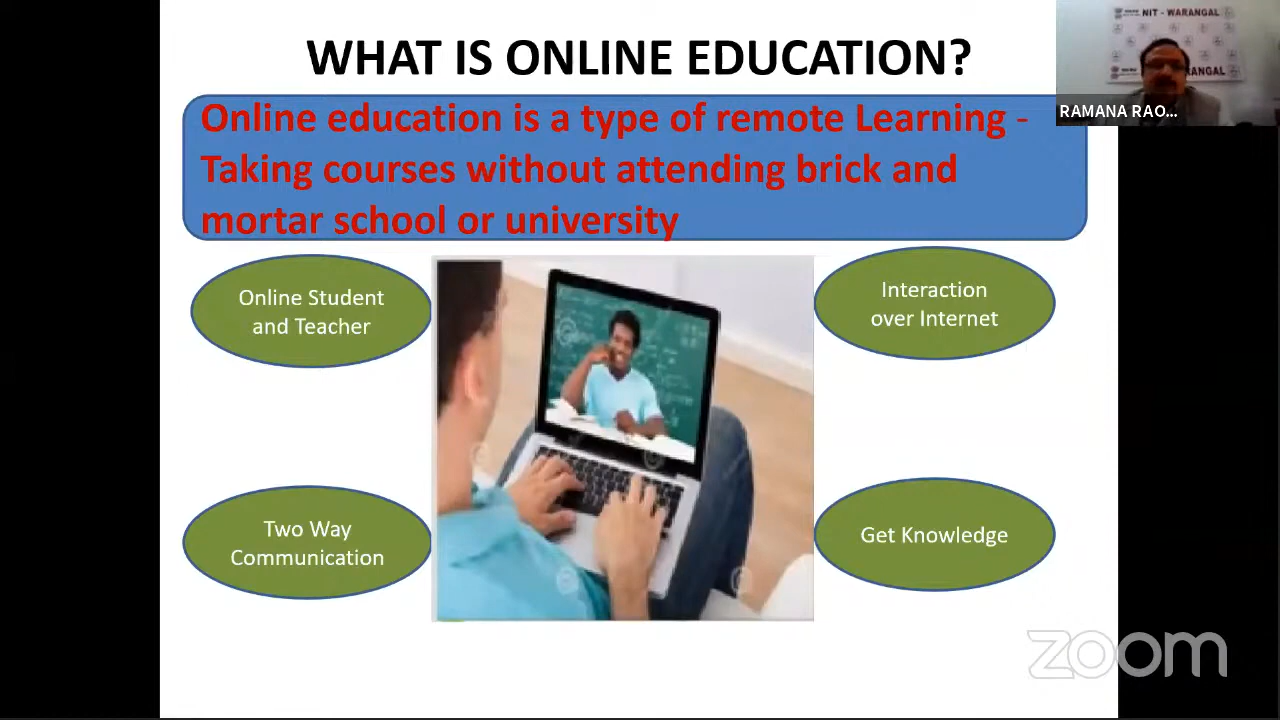 WHAT IS ONLINE EDUCATION?
Online education is a type of remote Learning -
Taking courses without attending brick and
mortar school or university
NIT - WARANGAL
RANGAL
RAMANA RAO...
Online Student
and Teacher
Interaction
over Internet
Two Way
Communication
Get Knowledge
zoom